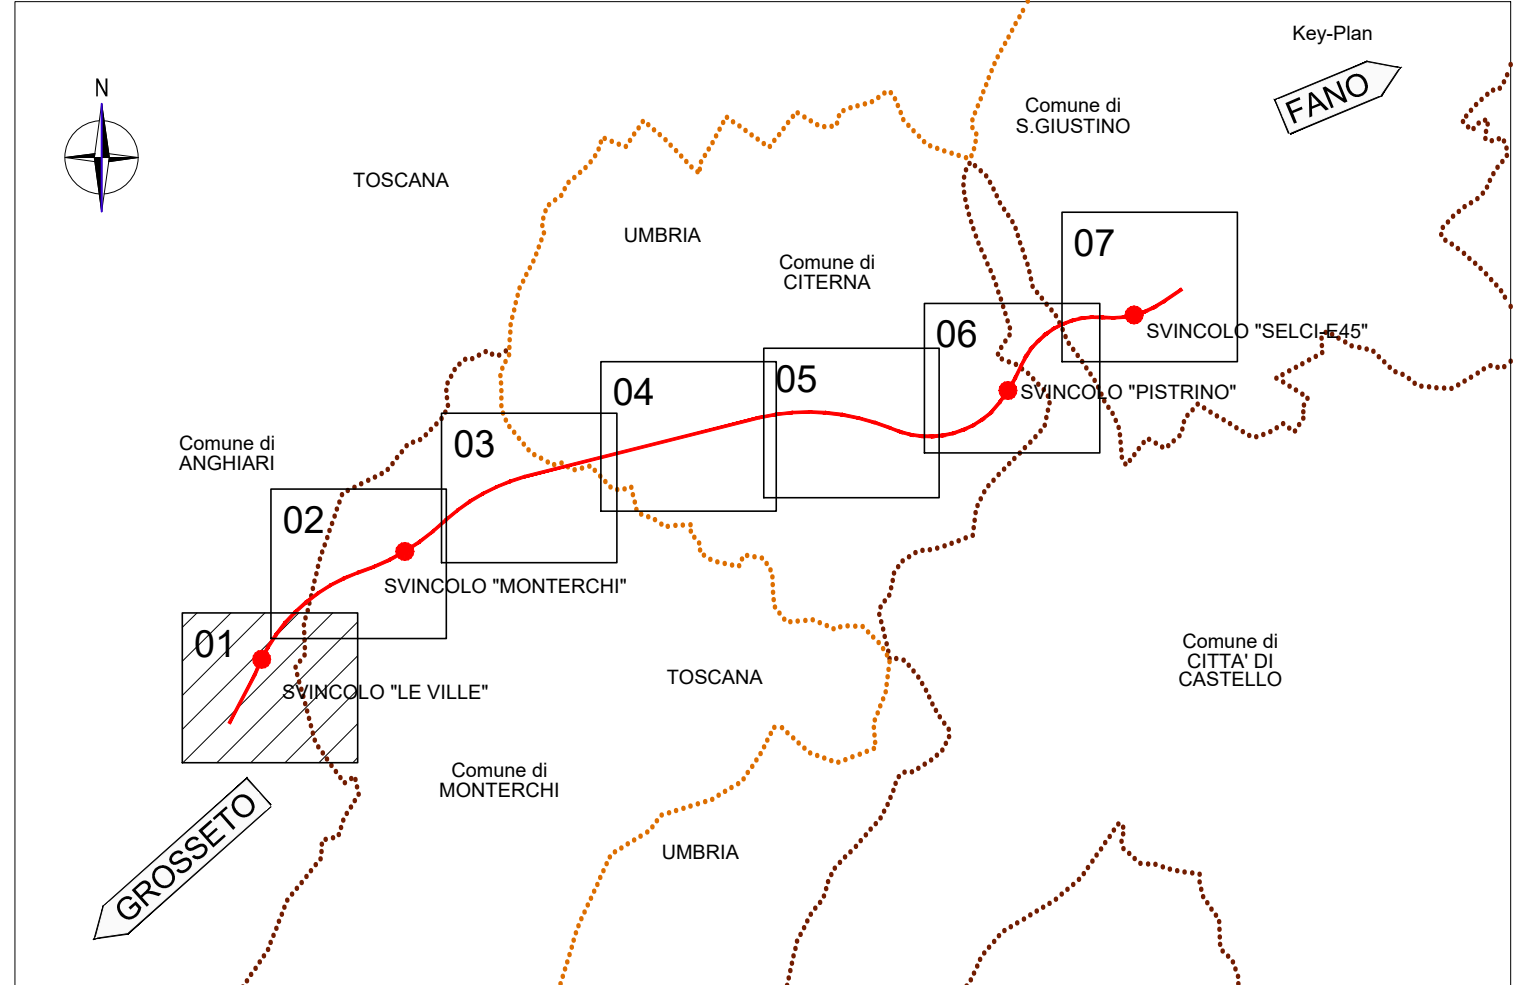 Key-Plan
N
FANO
Comune di
S.GIUSTINO
TOSCANA
UMBRIA
07
Comune di
CITERNA
06
SVINCOLO "SELCI-E45"
05
04
SVINCOLO "PISTRINO"
03
Comune di
ANGHIARI
02
SVINCOLO "MONTERCHI"
01
SVINCOLO "LE VILLE"
TOSCANA
Comune di
CITTA' DI
CASTELLO
Comune di
MONTERCHI
GROSSETO
UMBRIA